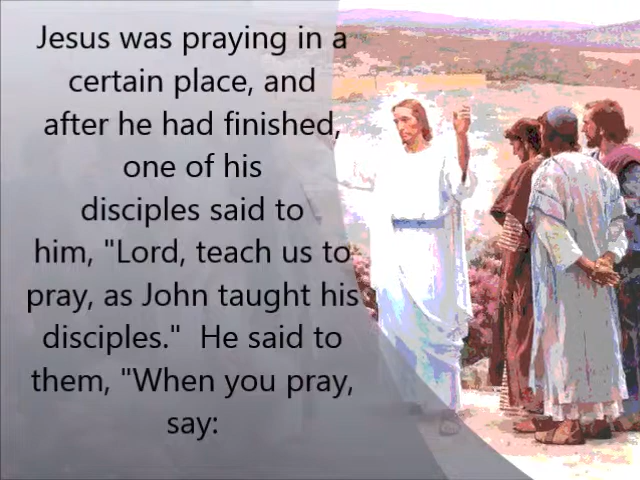 Jesus was praying in a
certain place, and
after he had finished,
one of his
disciples said to
him, "Lord, teach us to
pray, as John taught his
disciples."  He said to
them, "When you pray,
say: